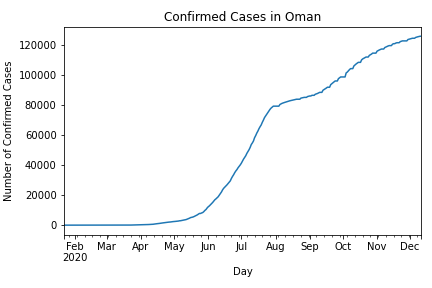 Confirmed Cases in Oman
Number of Confirmed Cases
120000
100000
80000
60000
40000
20000
0
Feb Mar Apr May Jun Jul Aug Sep Oct Nov Dec
2020
Day